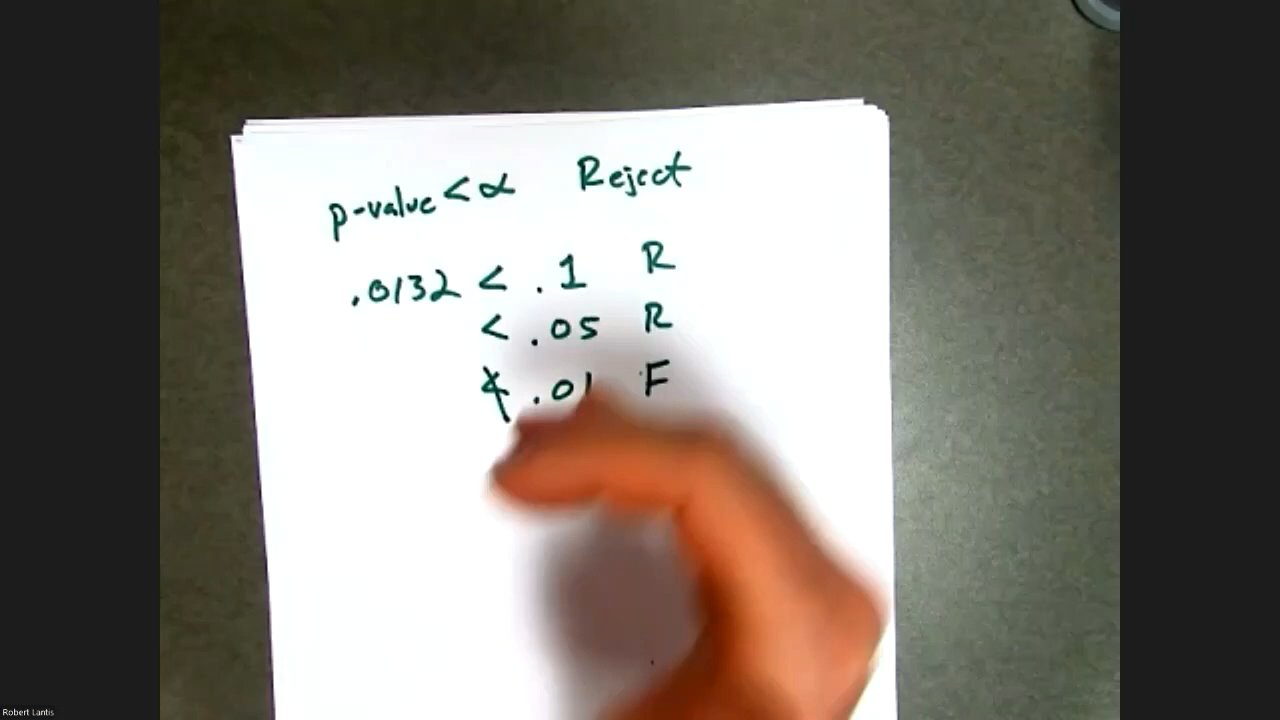 p-value < α Reject
.0132 < .1 R
< .05 R
≮ .01 F
Robert Lantis